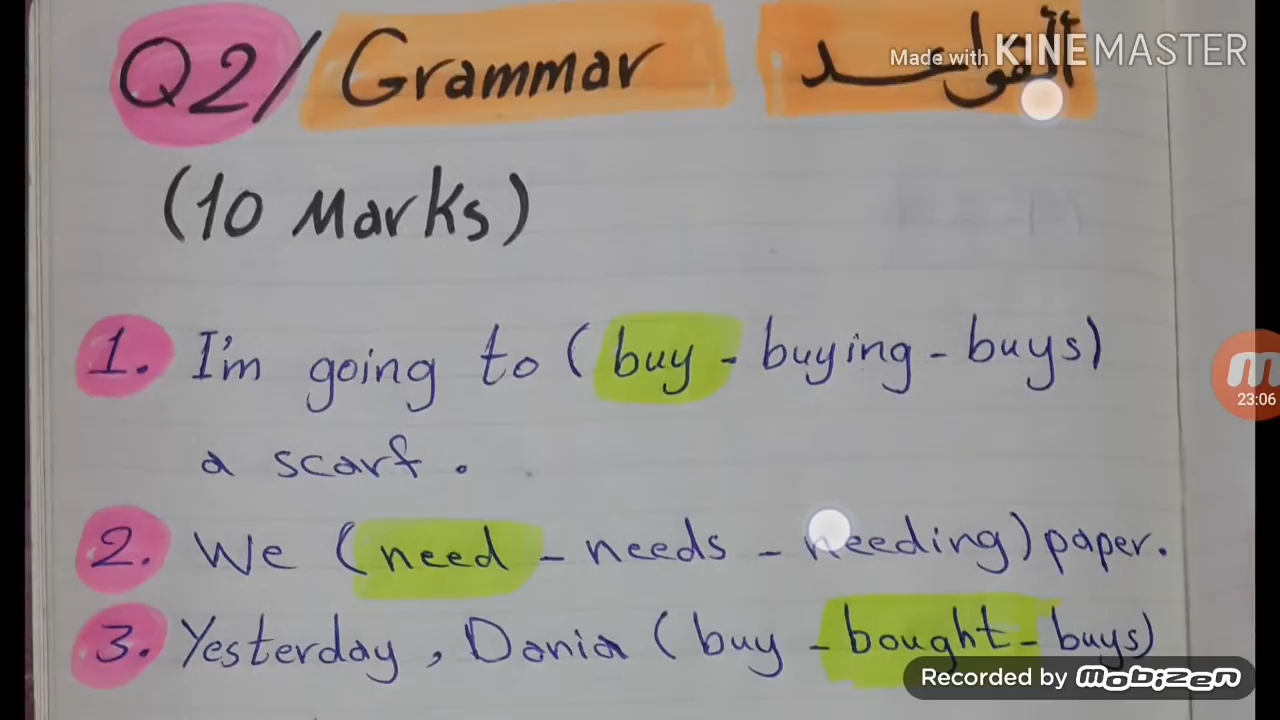 Q2/ Grammar القواعد
Made with KINEMASTER
(10 Marks)
1. I'm going to (buy - buying - buys)
a scarf.
23:06
2. We (need - needs - needing) paper.
3. Yesterday, Dania (buy - bought - buys)
Recorded by Mobizen